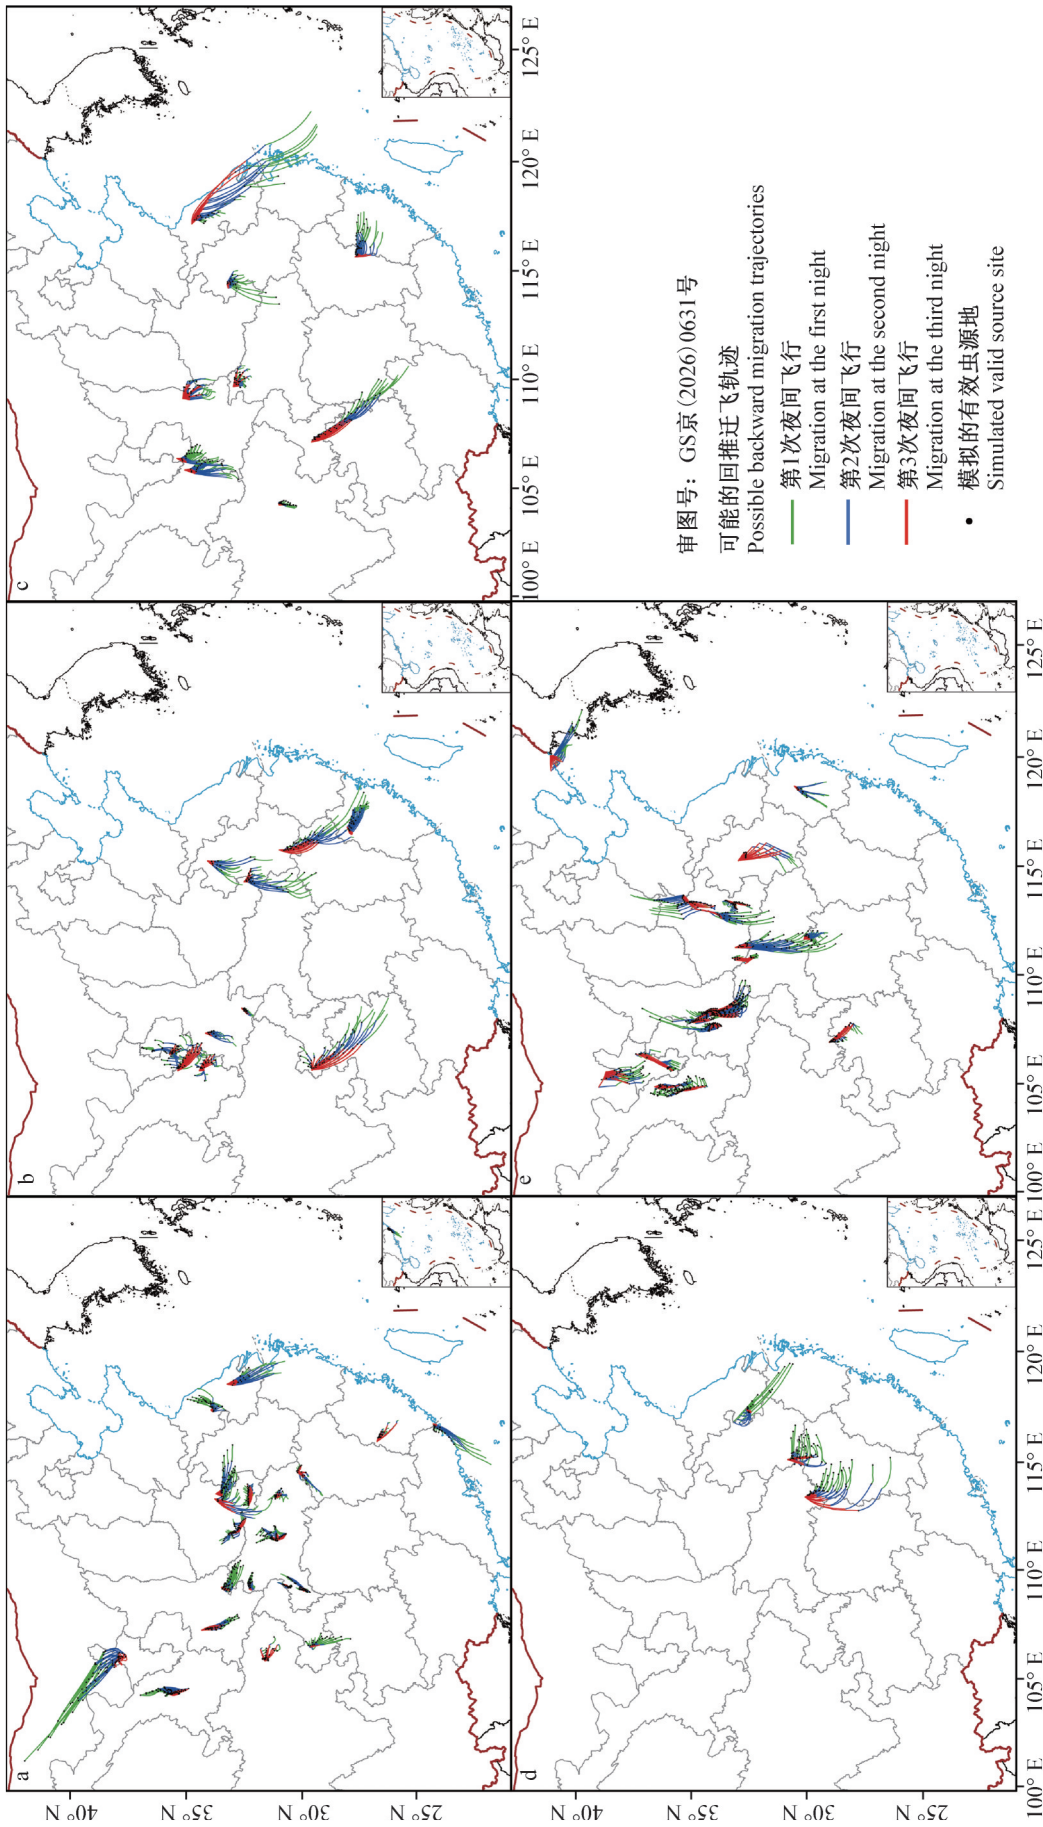 a
b
c
d
e
40° N
35° N
30° N
25° N
40° N
35° N
30° N
25° N
100° E
105° E
110° E
115° E
120° E
125° E
100° E
105° E
110° E
115° E
120° E
125° E
100° E
105° E
110° E
115° E
120° E
125° E
审图号：GS京(2026)0631号
可能的回推迁飞轨迹
Possible backward migration trajectories
第1次夜间飞行
Migration at the first night
第2次夜间飞行
Migration at the second night
第3次夜间飞行
Migration at the third night
模拟的有效虫源地
Simulated valid source site